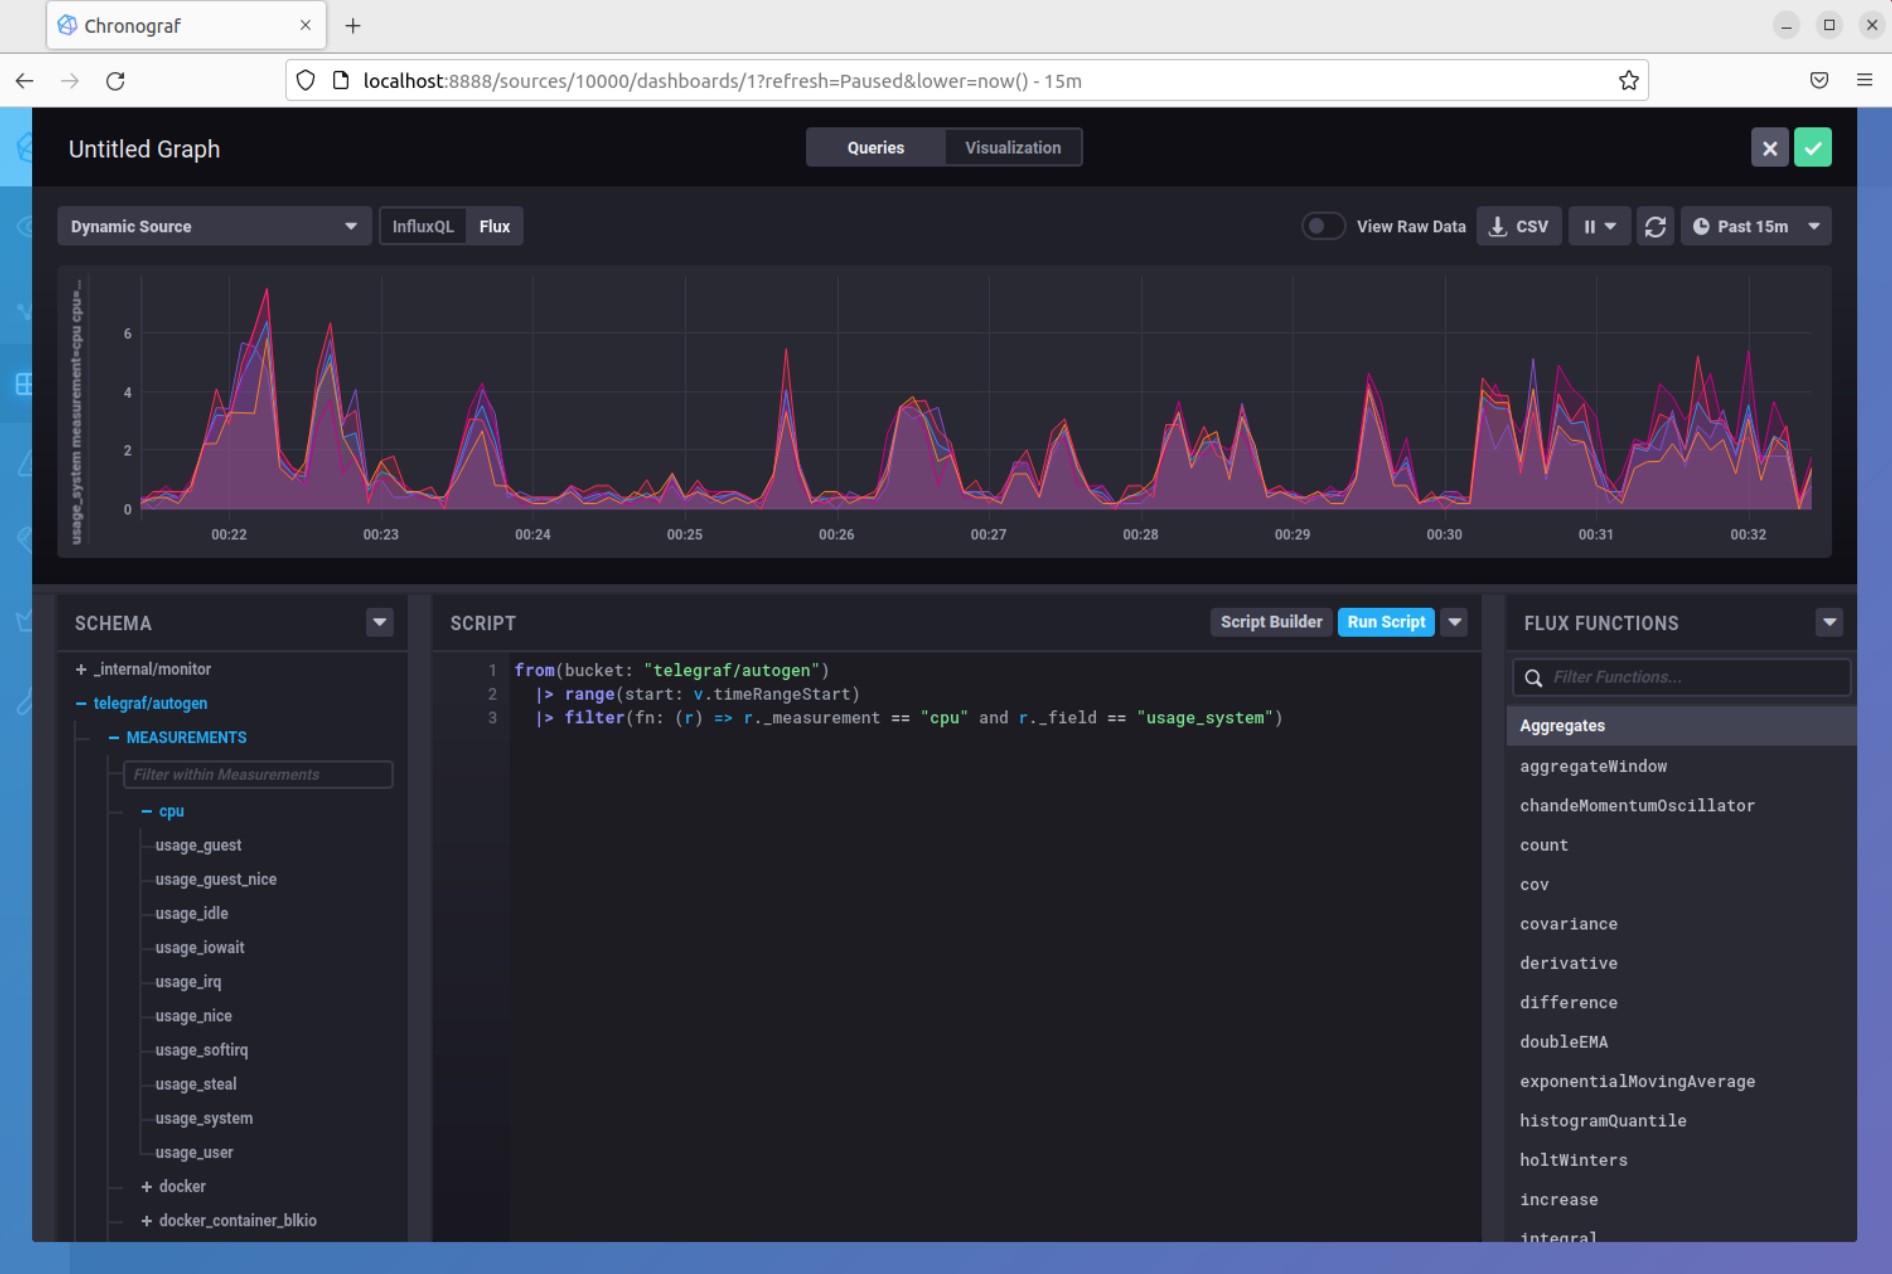 Chronograf
localhost:8888/sources/10000/dashboards/1?refresh=Paused&lower=now() - 15m
Untitled Graph
Queries
Visualization
Dynamic Source
InfluxQL
Flux
View Raw Data
CSV
Past 15m
usage_system measurement=cpu cpu=...
6
4
2
0
00:22
00:23
00:24
00:25
00:26
00:27
00:28
00:29
00:30
00:31
00:32
SCHEMA
+ _internal/monitor
− telegraf/autogen
− MEASUREMENTS
Filter within Measurements
− cpu
usage_guest
usage_guest_nice
usage_idle
usage_iowait
usage_irq
usage_nice
usage_softirq
usage_steal
usage_system
usage_user
+ docker
+ docker_container_blkio
SCRIPT
Script Builder
Run Script
1 from(bucket: "telegraf/autogen")
2 |> range(start: v.timeRangeStart)
3 |> filter(fn: (r) => r._measurement == "cpu" and r._field == "usage_system")
FLUX FUNCTIONS
Filter Functions...
Aggregates
aggregateWindow
chandeMomentumOscillator
count
cov
covariance
derivative
difference
doubleEMA
exponentialMovingAverage
histogramQuantile
holtWinters
increase
integral